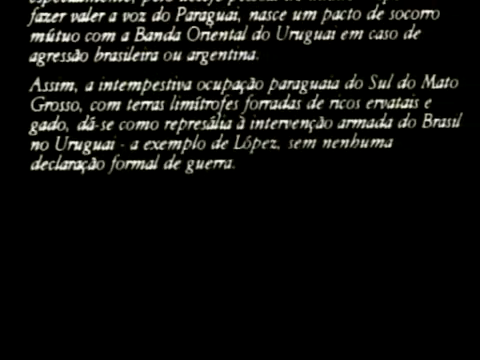 fazer valer a voz do Paraguai, nasce um pacto de socorro
mútuo com a Banda Oriental do Uruguai em caso de
agressão brasileira ou argentina.
Assim, a intempestiva ocupação paraguaia do Sul do Mato
Grosso, com terras limítrofes forradas de ricos ervatais e
gado, dá-se como represália à intervenção armada do Brasil
no Uruguai - a exemplo de López, sem nenhuma
declaração formal de guerra.